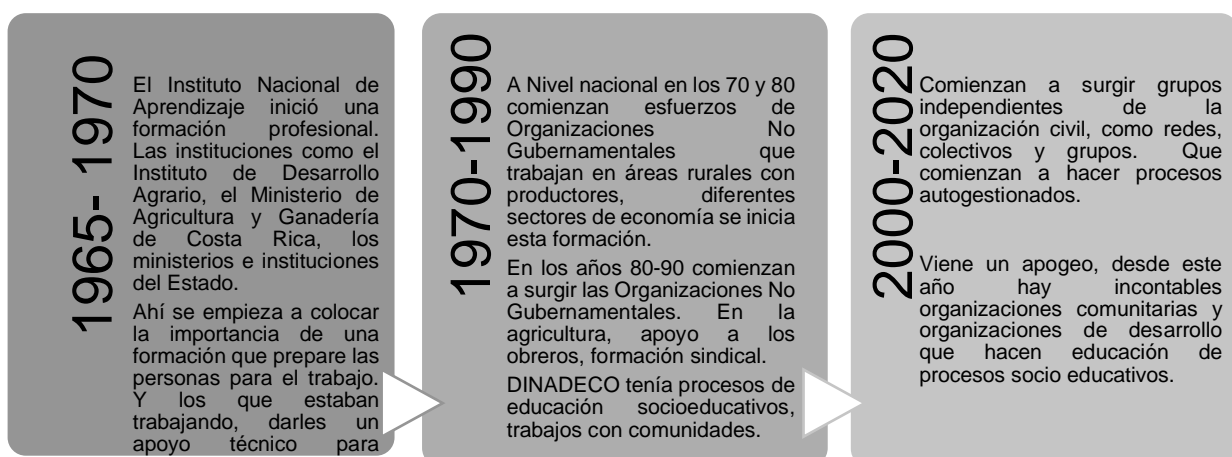 1965- 1970
El Instituto Nacional de
Aprendizaje inició una
formación profesional.
Las instituciones como el
Instituto de Desarrollo
Agrario, el Ministerio de
Agricultura y Ganadería
de Costa Rica, los
ministerios e instituciones
del Estado.
Ahí se empieza a colocar
la importancia de una
formación que prepare las
personas para el trabajo.
Y los que estaban
trabajando, darles un
apoyo técnico para
1970-1990
A Nivel nacional en los 70 y 80
comienzan esfuerzos de
Organizaciones No
Gubernamentales que
trabajan en áreas rurales con
productores, diferentes
sectores de economía se inicia
esta formación.
En los años 80-90 comienzan
a surgir las Organizaciones No
Gubernamentales. En la
agricultura, apoyo a los
obreros, formación sindical.
DINADECO tenía procesos de
educación socioeducativos,
trabajos con comunidades.
2000-2020
Comienzan a surgir grupos
independientes de la
organización civil, como redes,
colectivos y grupos. Que
comienzan a hacer procesos
autogestionados.
Viene un apogeo, desde este
año hay incontables
organizaciones comunitarias y
organizaciones de desarrollo
que hacen educación de
procesos socio educativos.